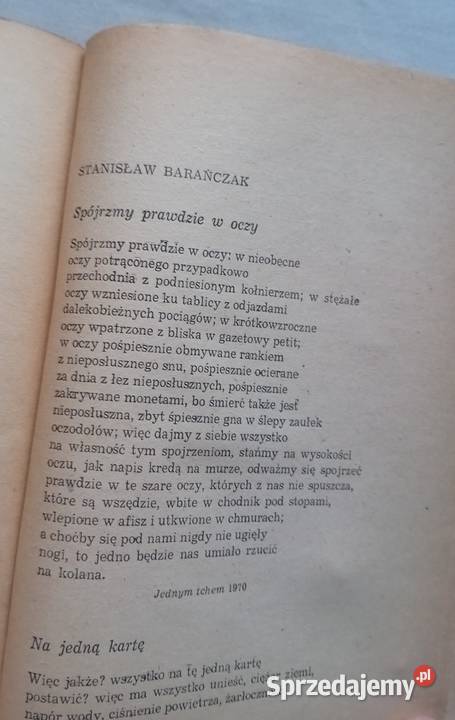 STANISŁAW BARAŃCZAK
Spójrzmy prawdzie w oczy
Spójrzmy prawdzie w oczy: w nieobecne
oczy potrąconego przypadkowo
przechodnia z podniesionym kołnierzem; w stężałe
oczy wzniesione ku tablicy z odjazdami
dalekobieżnych pociągów; w krótkowzroczne
oczy wpatrzone z bliska w gazetowy petit;
w oczy pośpiesznie obmywane rankiem
z nieposłusznego snu, pośpiesznie ocierane
za dnia z łez nieposłusznych, pośpiesznie
zakrywane monetami, bo śmierć także jest
nieposłuszna, zbyt śpiesznie gna w ślepy zaułek
oczodołów; więc dajmy z siebie wszystko
na własność tym spojrzeniom, stańmy na wysokości
oczu, jak napis kredą na murze, odważmy się spojrzeć
prawdzie w te szare oczy, których z nas nie spuszcza,
które są wszędzie, wbite w chodnik pod stopami,
wlepione w afisz i utkwione w chmurach;
a choćby się pod nami nigdy nie ugięły
nogi, to jedno będzie nas umiało rzucić
na kolana.
Jednym tchem 1970
Na jedną kartę
Więc jakże? wszystko na tę jedną kartę
postawić? więc ma wszystko unieść, ciężar ziemi,
napór wody, ciśnienie powietrza,
Sprzedajemy.pl